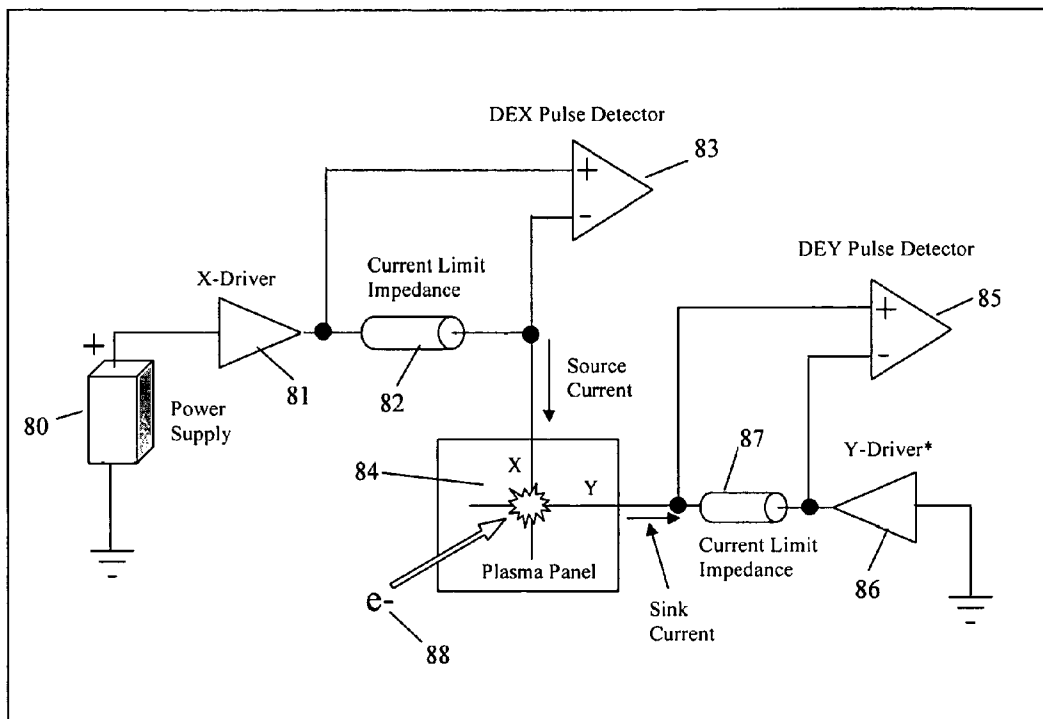 DEX Pulse Detector
83
+
-
DEY Pulse Detector
X-Driver
Current Limit
Impedance
+
-
85
+
81
82
Source
Current
80
Power
Supply
Y-Driver*
87
84
X
Y
Current Limit
Impedance
86
Plasma Panel
e-
88
Sink
Current